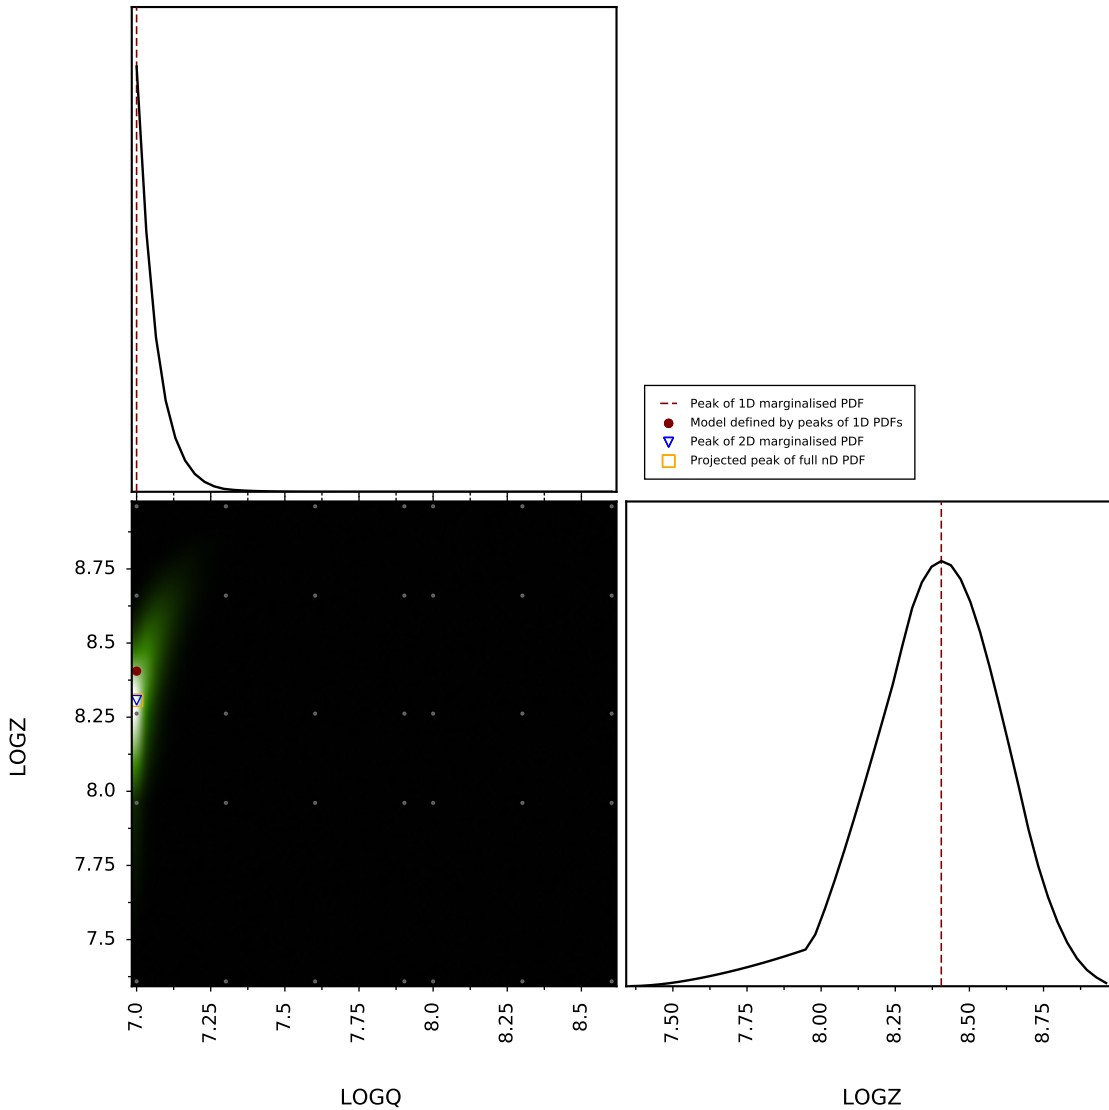 Peak of 1D marginalised PDF
Model defined by peaks of 1D PDFs
Peak of 2D marginalised PDF
Projected peak of full nD PDF
8.75
8.5
8.25
8.0
7.75
7.5
LOGZ
7.0
7.25
7.5
7.75
8.0
8.25
8.5
LOGQ
7.50
7.75
8.00
8.25
8.50
8.75
LOGZ